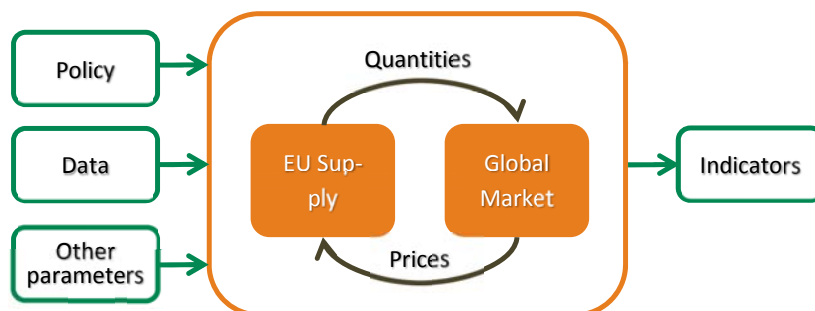 Quantities
Policy
EU Sup-
ply
Global
Market
Data
Indicators
Other
parameters
Prices